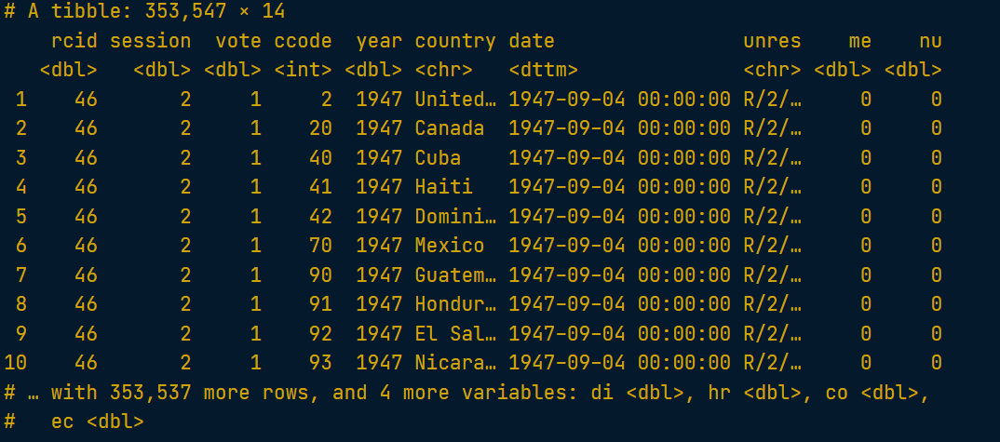 # A tibble: 353,547 × 14
    rcid session  vote ccode  year country date                unres    me    nu
   <dbl>   <dbl> <dbl> <int> <dbl> <chr>   <dttm>              <chr> <dbl> <dbl>
 1    46       2     1     2  1947 United… 1947-09-04 00:00:00 R/2/…     0     0
 2    46       2     1    20  1947 Canada  1947-09-04 00:00:00 R/2/…     0     0
 3    46       2     1    40  1947 Cuba    1947-09-04 00:00:00 R/2/…     0     0
 4    46       2     1    41  1947 Haiti   1947-09-04 00:00:00 R/2/…     0     0
 5    46       2     1    42  1947 Domini… 1947-09-04 00:00:00 R/2/…     0     0
 6    46       2     1    70  1947 Mexico  1947-09-04 00:00:00 R/2/…     0     0
 7    46       2     1    90  1947 Guatem… 1947-09-04 00:00:00 R/2/…     0     0
 8    46       2     1    91  1947 Hondur… 1947-09-04 00:00:00 R/2/…     0     0
 9    46       2     1    92  1947 El Sal… 1947-09-04 00:00:00 R/2/…     0     0
10    46       2     1    93  1947 Nicara… 1947-09-04 00:00:00 R/2/…     0     0
# … with 353,537 more rows, and 4 more variables: di <dbl>, hr <dbl>, co <dbl>,
#   ec <dbl>